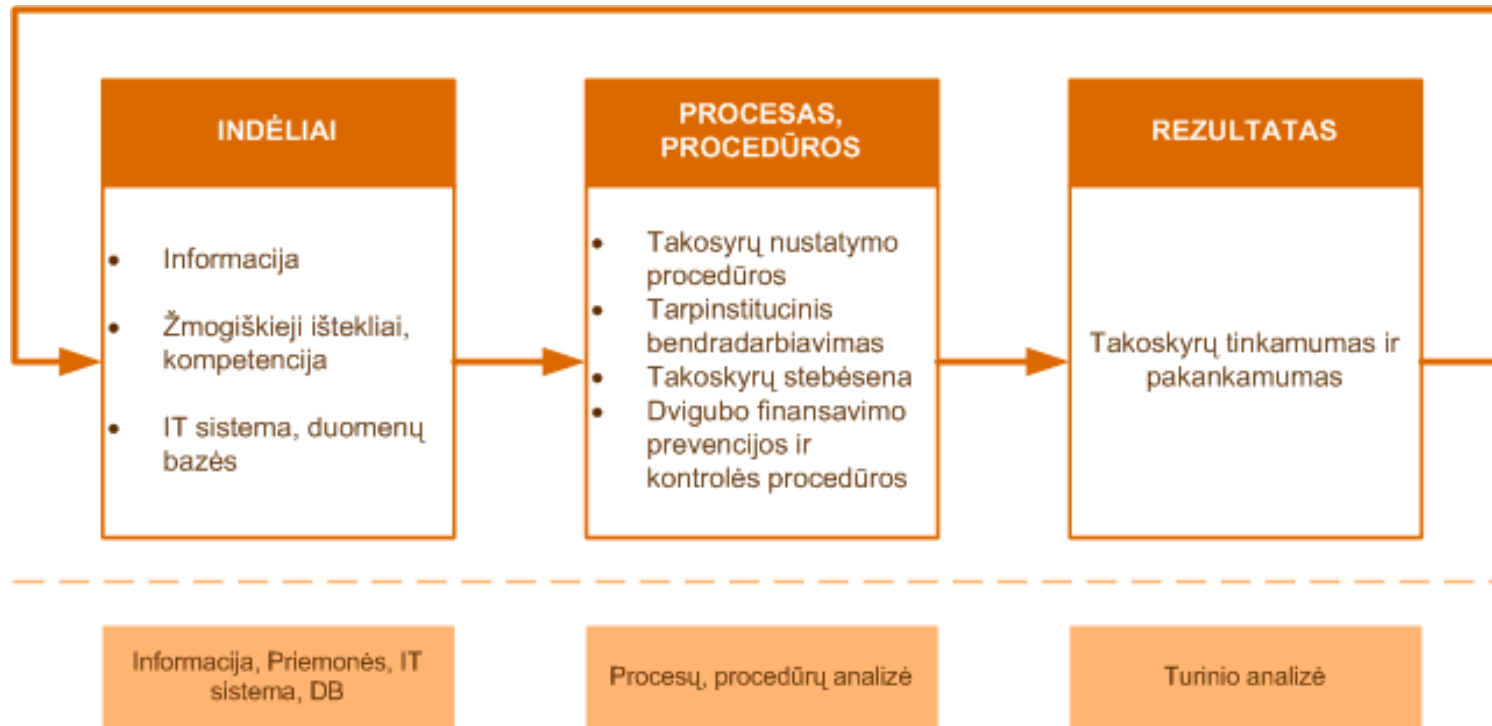 INDĖLIAI
• Informacija
• Žmogiškieji ištekliai,
kompetencija
• IT sistema, duomenų
bazės
PROCESAS,
PROCEDŪROS
• Takosyrų nustatymo
procedūros
• Tarpinstitucinis
bendradarbiavimas
• Takoskyrų stebėsena
• Dvigubo finansavimo
prevencijos ir
kontrolės procedūros
REZULTATAS
Takoskyrų tinkamumas ir
pakankamumas
Informacija, Priemonės, IT
sistema, DB
Procesų, procedūrų analizė
Turinio analizė